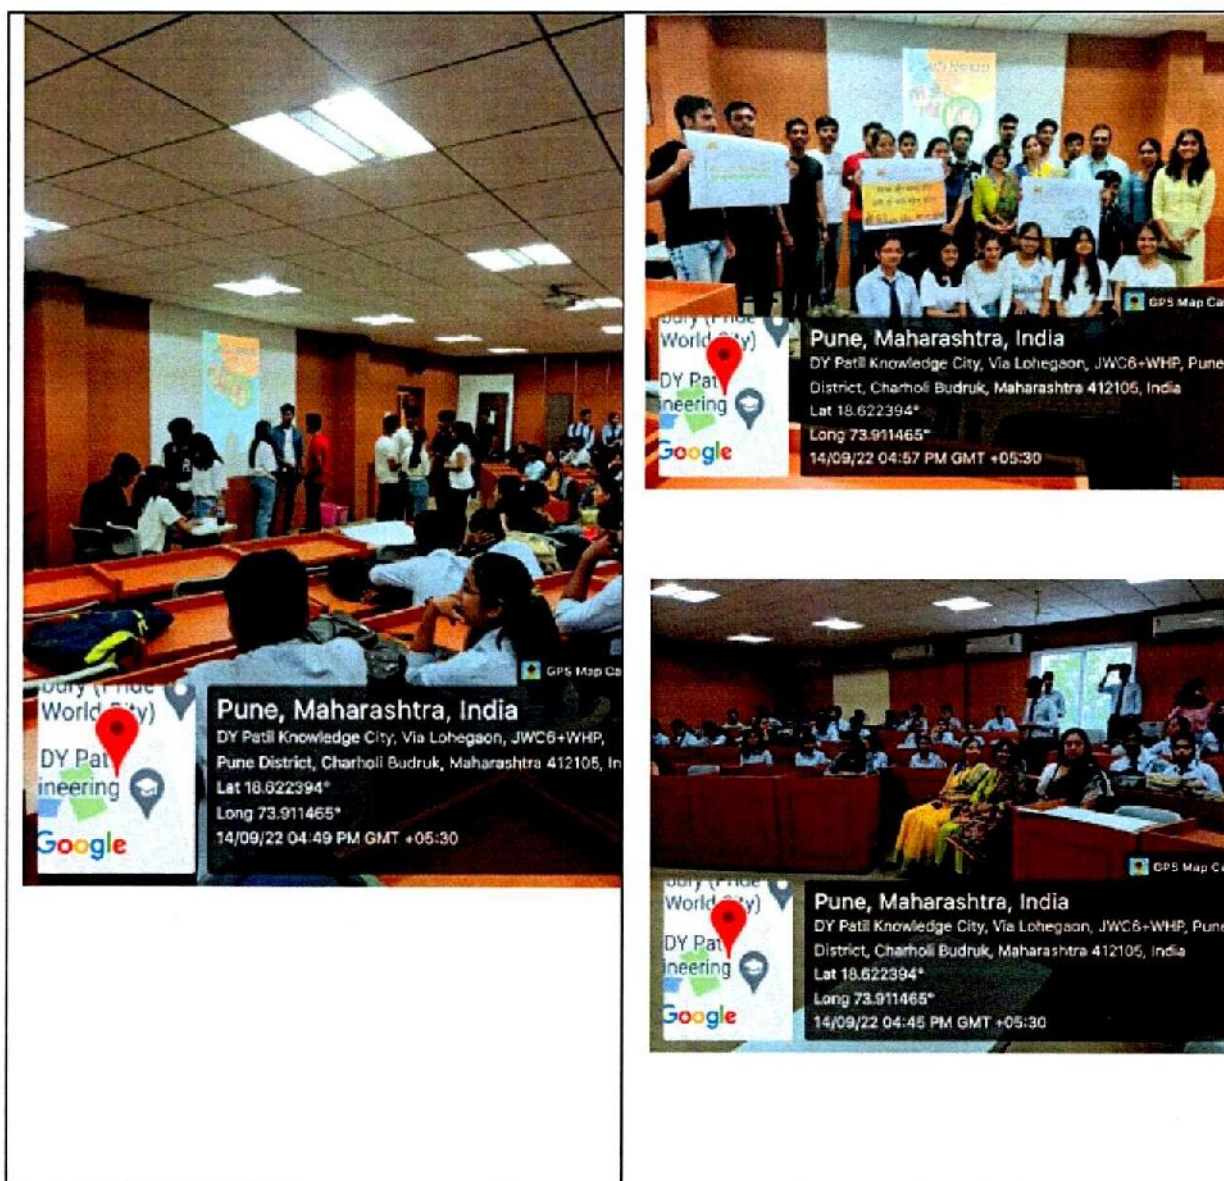 GPS Map Ca
World City)
DY Pat
ineering
Google
Pune, Maharashtra, India
DY Patil Knowledge City, Via Lohegaon, JWC6+WHP,
Pune District, Charholi Budruk, Maharashtra 412105, In
Lat 18.622394°
Long 73.911465°
14/09/22 04:49 PM GMT +05:30
GPS Map Ca
bury (Pride
World City)
DY Pat
ineering
Google
Pune, Maharashtra, India
DY Patil Knowledge City, Via Lohegaon, JWC6+WHP, Pune
District, Charholi Budruk, Maharashtra 412105, India
Lat 18.622394°
Long 73.911465°
14/09/22 04:57 PM GMT +05:30
GPS Map Ca
World City)
DY Pat
ineering
Google
Pune, Maharashtra, India
DY Patil Knowledge City, Via Lohegaon, JWC6+WHP, Pune
District, Charholi Budruk, Maharashtra 412105, India
Lat 18.622394°
Long 73.911465°
14/09/22 04:45 PM GMT +05:30